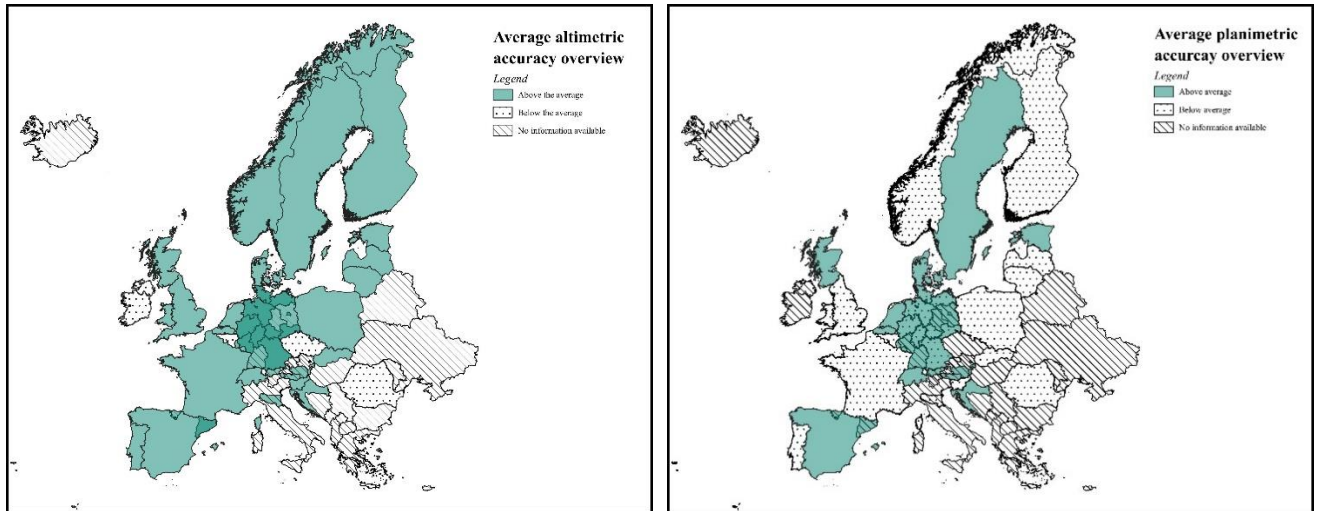 Average altimetric
accuracy overview
Legend
Above the average
Below the average
No information available
Average planimetric
accurcay overview
Legend
Above average
Below average
No information available